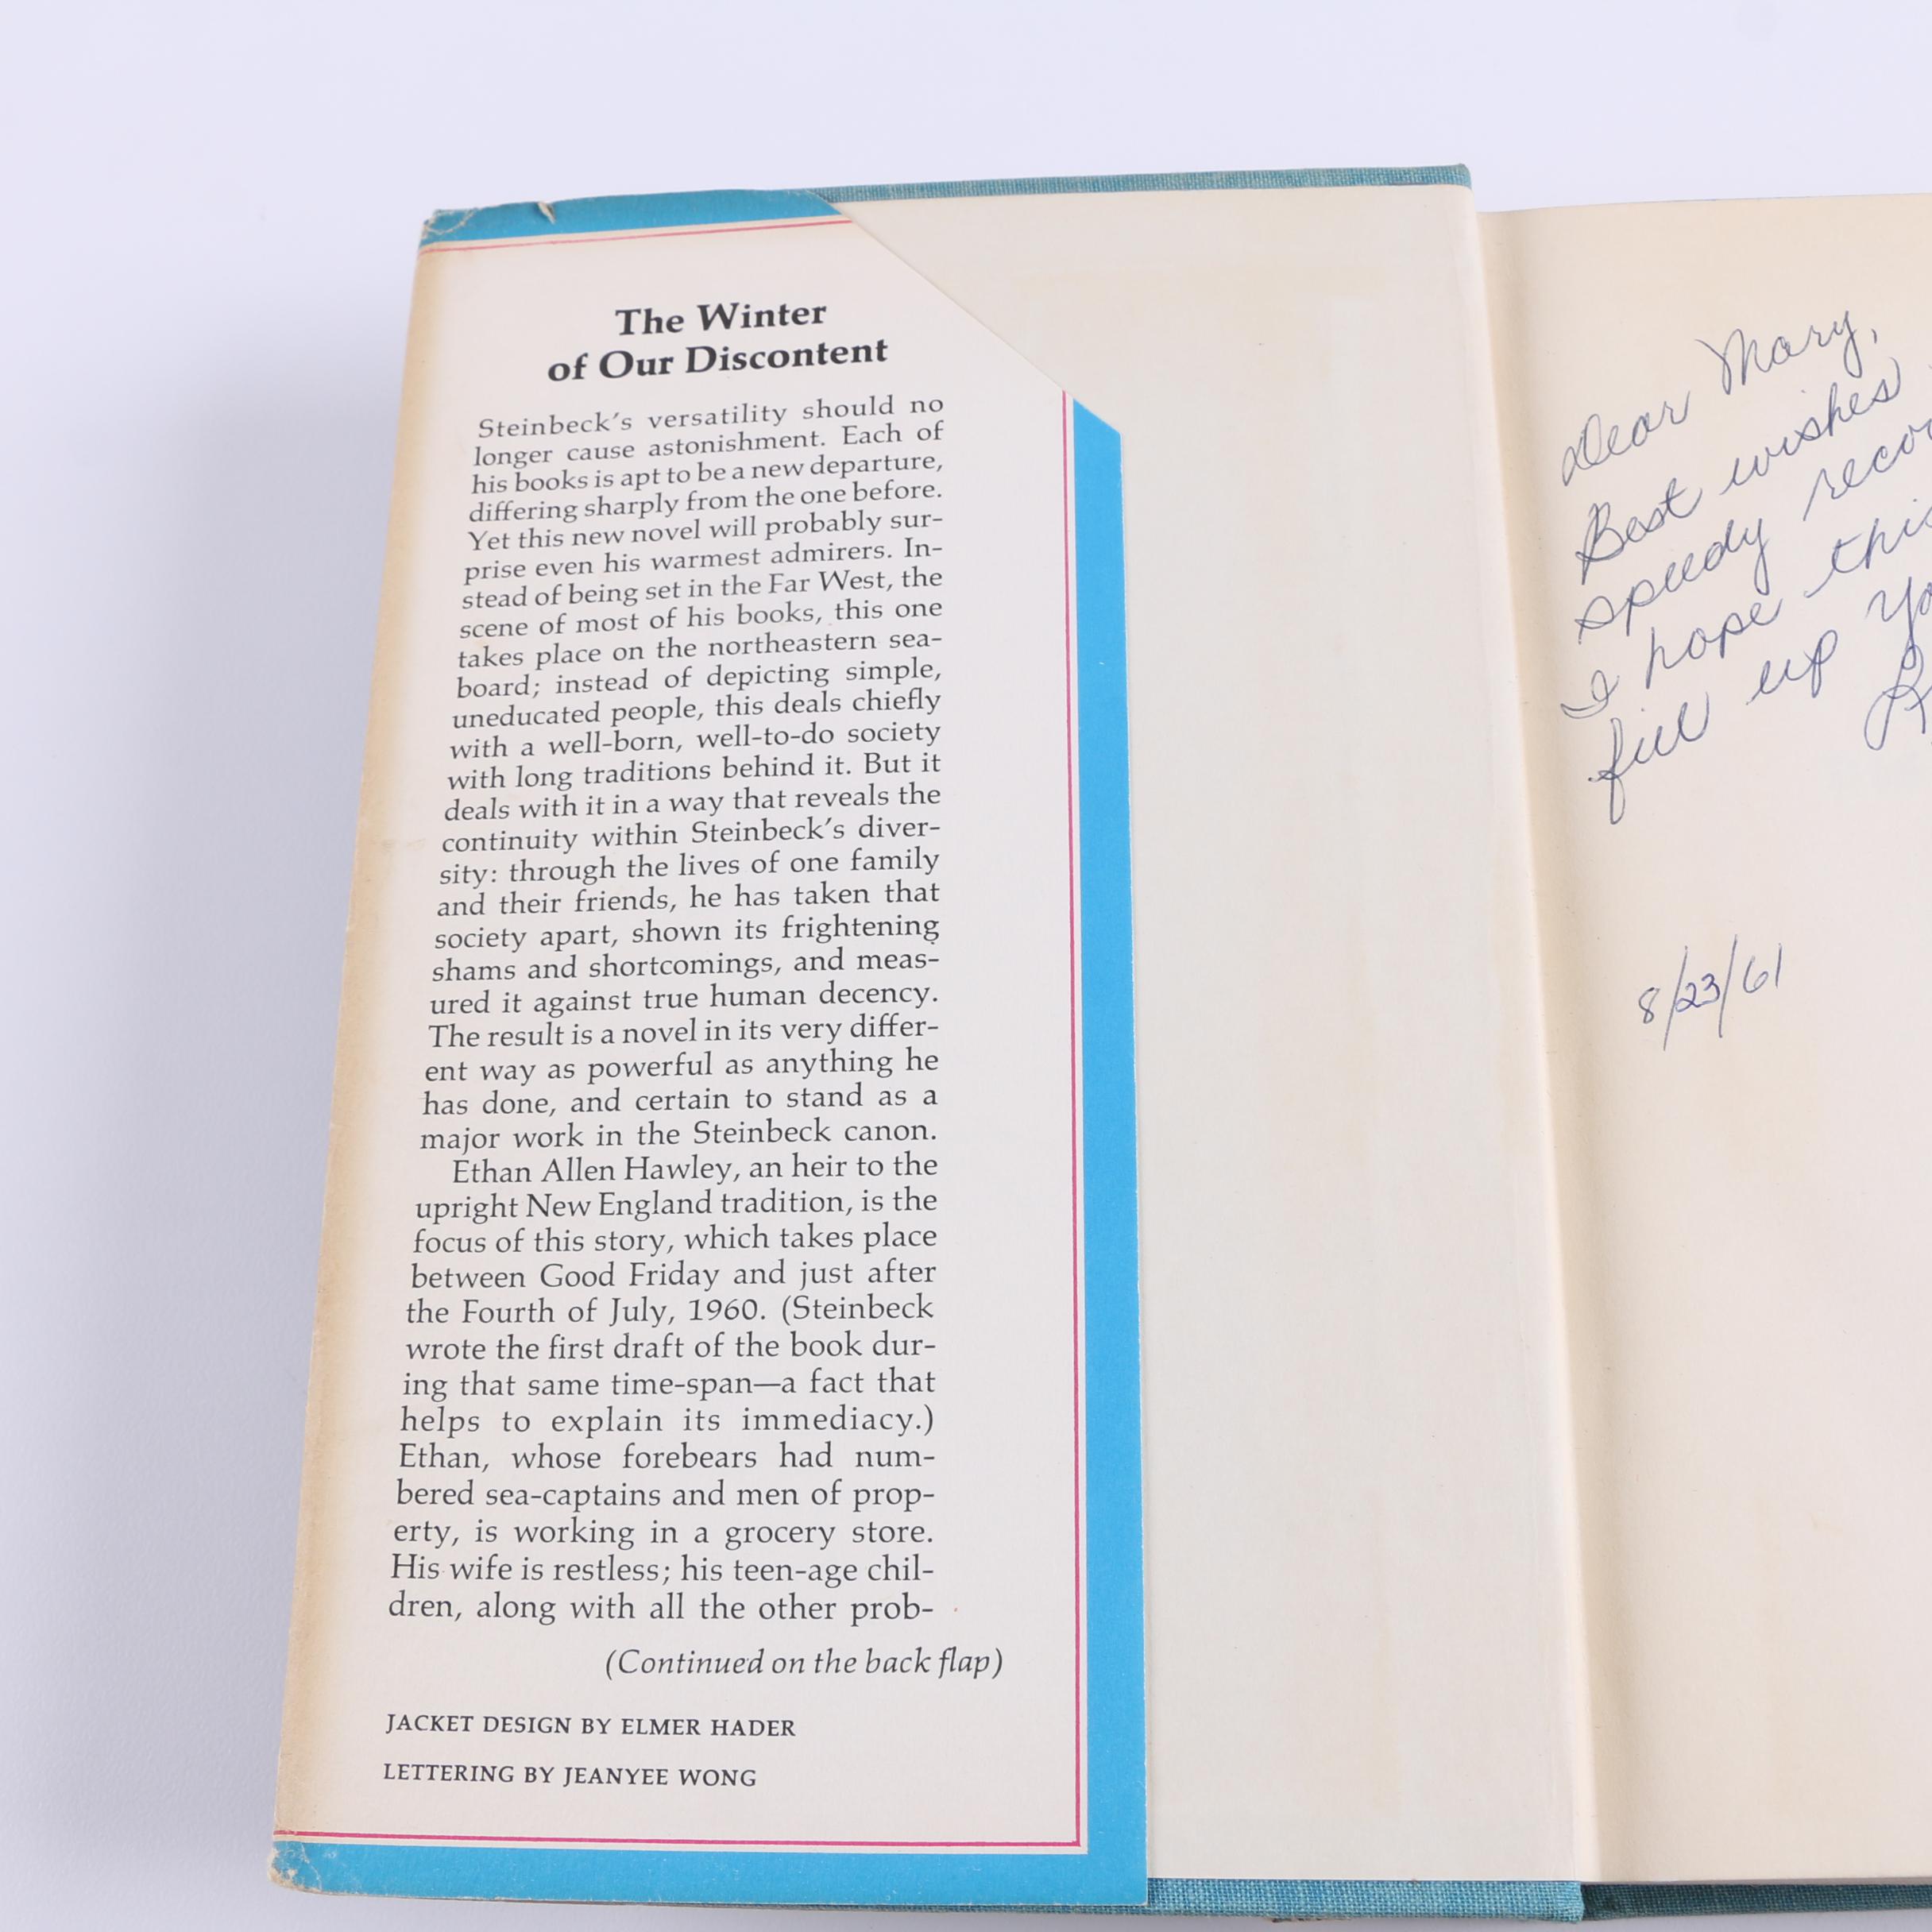 The Winter
of Our Discontent
Steinbeck's versatility should no
longer cause astonishment. Each of
his books is apt to be a new departure,
differing sharply from the one before.
Yet this new novel will probably sur-
prise even his warmest admirers. In-
stead of being set in the Far West, the
scene of most of his books, this one
takes place on the northeastern sea-
board; instead of depicting simple,
uneducated people, this deals chiefly
with a well-born, well-to-do society
with long traditions behind it. But it
deals with it in a way that reveals the
continuity within Steinbeck's diver-
sity: through the lives of one family
and their friends, he has taken that
society apart, shown its frightening
shams and shortcomings, and meas-
ured it against true human decency.
The result is a novel in its very differ-
ent way as powerful as anything he
has done, and certain to stand as a
major work in the Steinbeck canon.
Ethan Allen Hawley, an heir to the
upright New England tradition, is the
focus of this story, which takes place
between Good Friday and just after
the Fourth of July, 1960. (Steinbeck
wrote the first draft of the book dur-
ing that same time-span—a fact that
helps to explain its immediacy.)
Ethan, whose forebears had num-
bered sea-captains and men of prop-
erty, is working in a grocery store.
His wife is restless; his teen-age chil-
dren, along with all the other prob-
(Continued on the back flap)
JACKET DESIGN BY ELMER HADER
LETTERING BY JEANYEE WONG
Dear Mary,
Best wishes
speedy
I hope
fill up
8/23/61